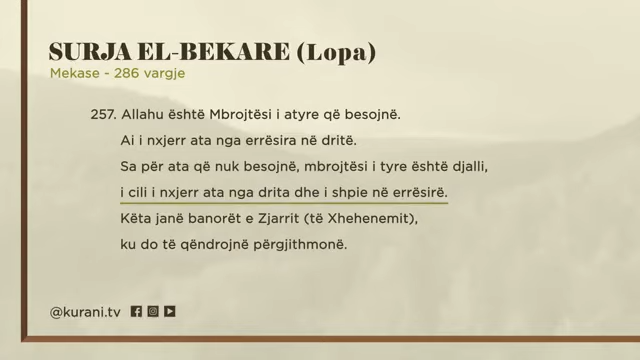 SURJA EL-BEKARE (Lopa)
Mekase - 286 vargje
257. Allahu është Mbrojtësi i atyre që besojnë.
Ai i nxjerr ata nga errësira në dritë.
Sa për ata që nuk besojnë, mbrojtësi i tyre është djalli,
i cili i nxjerr ata nga drita dhe i shpie në errësirë.
Këta janë banorët e Zjarrit (të Xhehenemit),
ku do të qëndrojnë përgjithmonë.
@kurani.tv